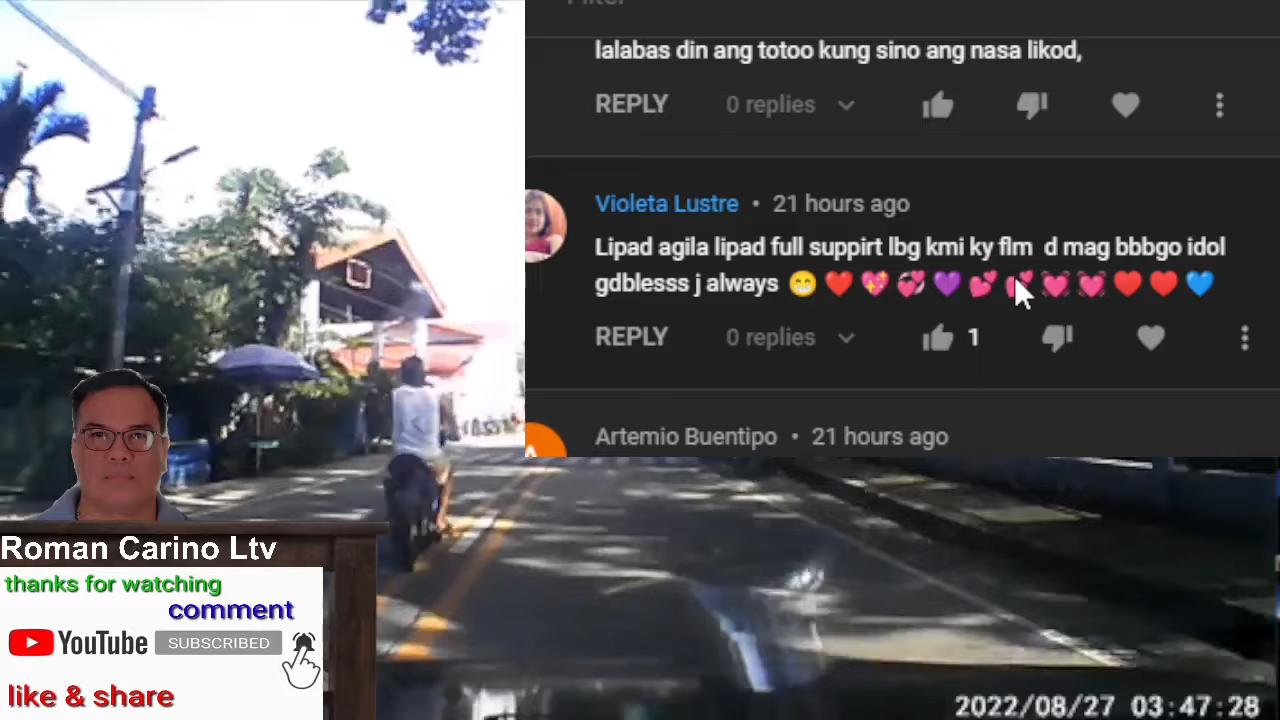 lalabas din ang totoo kung sino ang nasa likod,
REPLY 0 replies
Violeta Lustre • 21 hours ago
Lipad agila lipad full suppirt lbg kmi ky flm d mag bbbgo idol
gdblesss j always 😁❤️💖💞💜💕💕💓💓❤️❤️💙
REPLY 0 replies 1
Artemio Buentipo • 21 hours ago
Roman Carino Ltv
thanks for watching
comment
YouTube SUBSCRIBED
like & share
2022/08/27 03:47:28